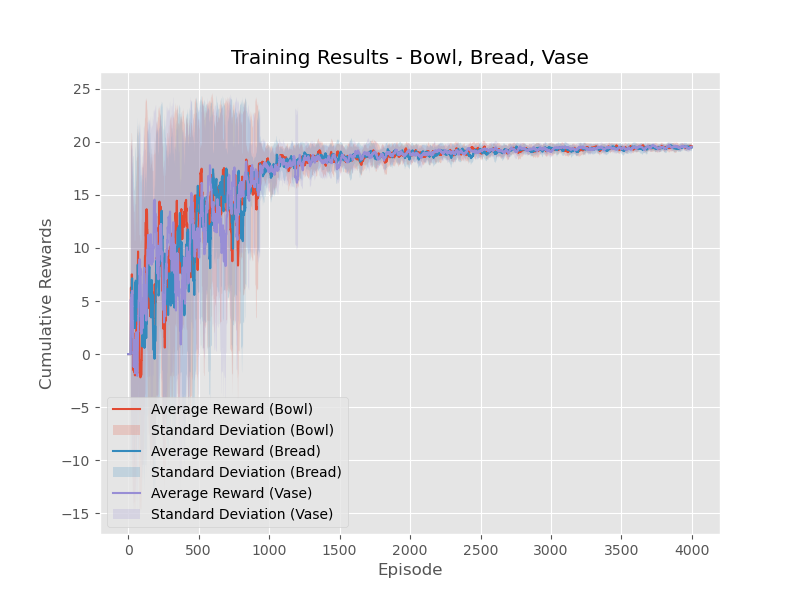 Training Results - Bowl, Bread, Vase
Cumulative Rewards
25
20
15
10
5
0
−5
−10
−15
Average Reward (Bowl)
Standard Deviation (Bowl)
Average Reward (Bread)
Standard Deviation (Bread)
Average Reward (Vase)
Standard Deviation (Vase)
0 500 1000 1500 2000 2500 3000 3500 4000
Episode